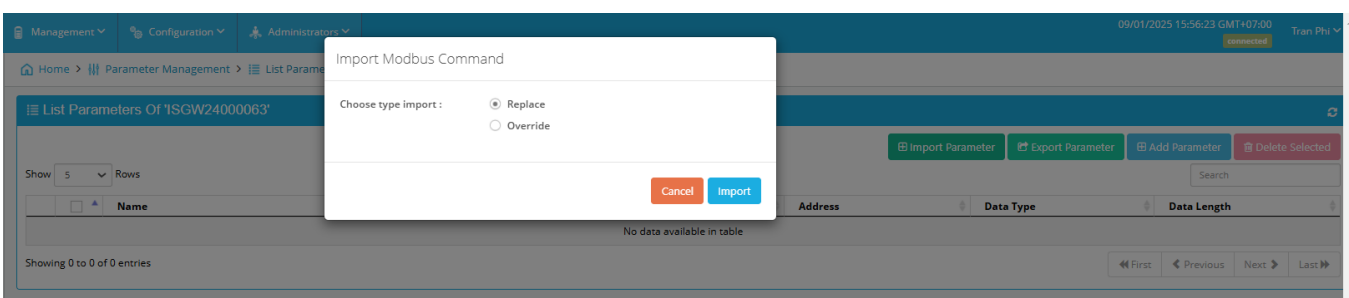 Management Configuration Administrators 09/01/2025 15:56:23 GMT+07:00 Tran Phi
connected
Home > Parameter Management > List Parame
Import Modbus Command
Choose type import : Replace
Override
Cancel Import
List Parameters Of 'ISGW24000063'
Import Parameter Export Parameter Add Parameter Delete Selected
Show 5 Rows Search
Name Address Data Type Data Length
No data available in table
Showing 0 to 0 of 0 entries First Previous Next Last